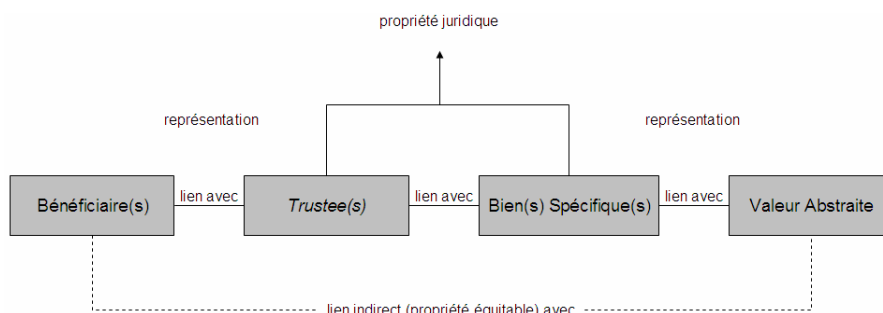 propriété juridique
représentation
représentation
Bénéficiaire(s)
lien avec
Trustee(s)
lien avec
Bien(s) Spécifique(s)
lien avec
Valeur Abstraite
lien indirect (propriété équitable) avec